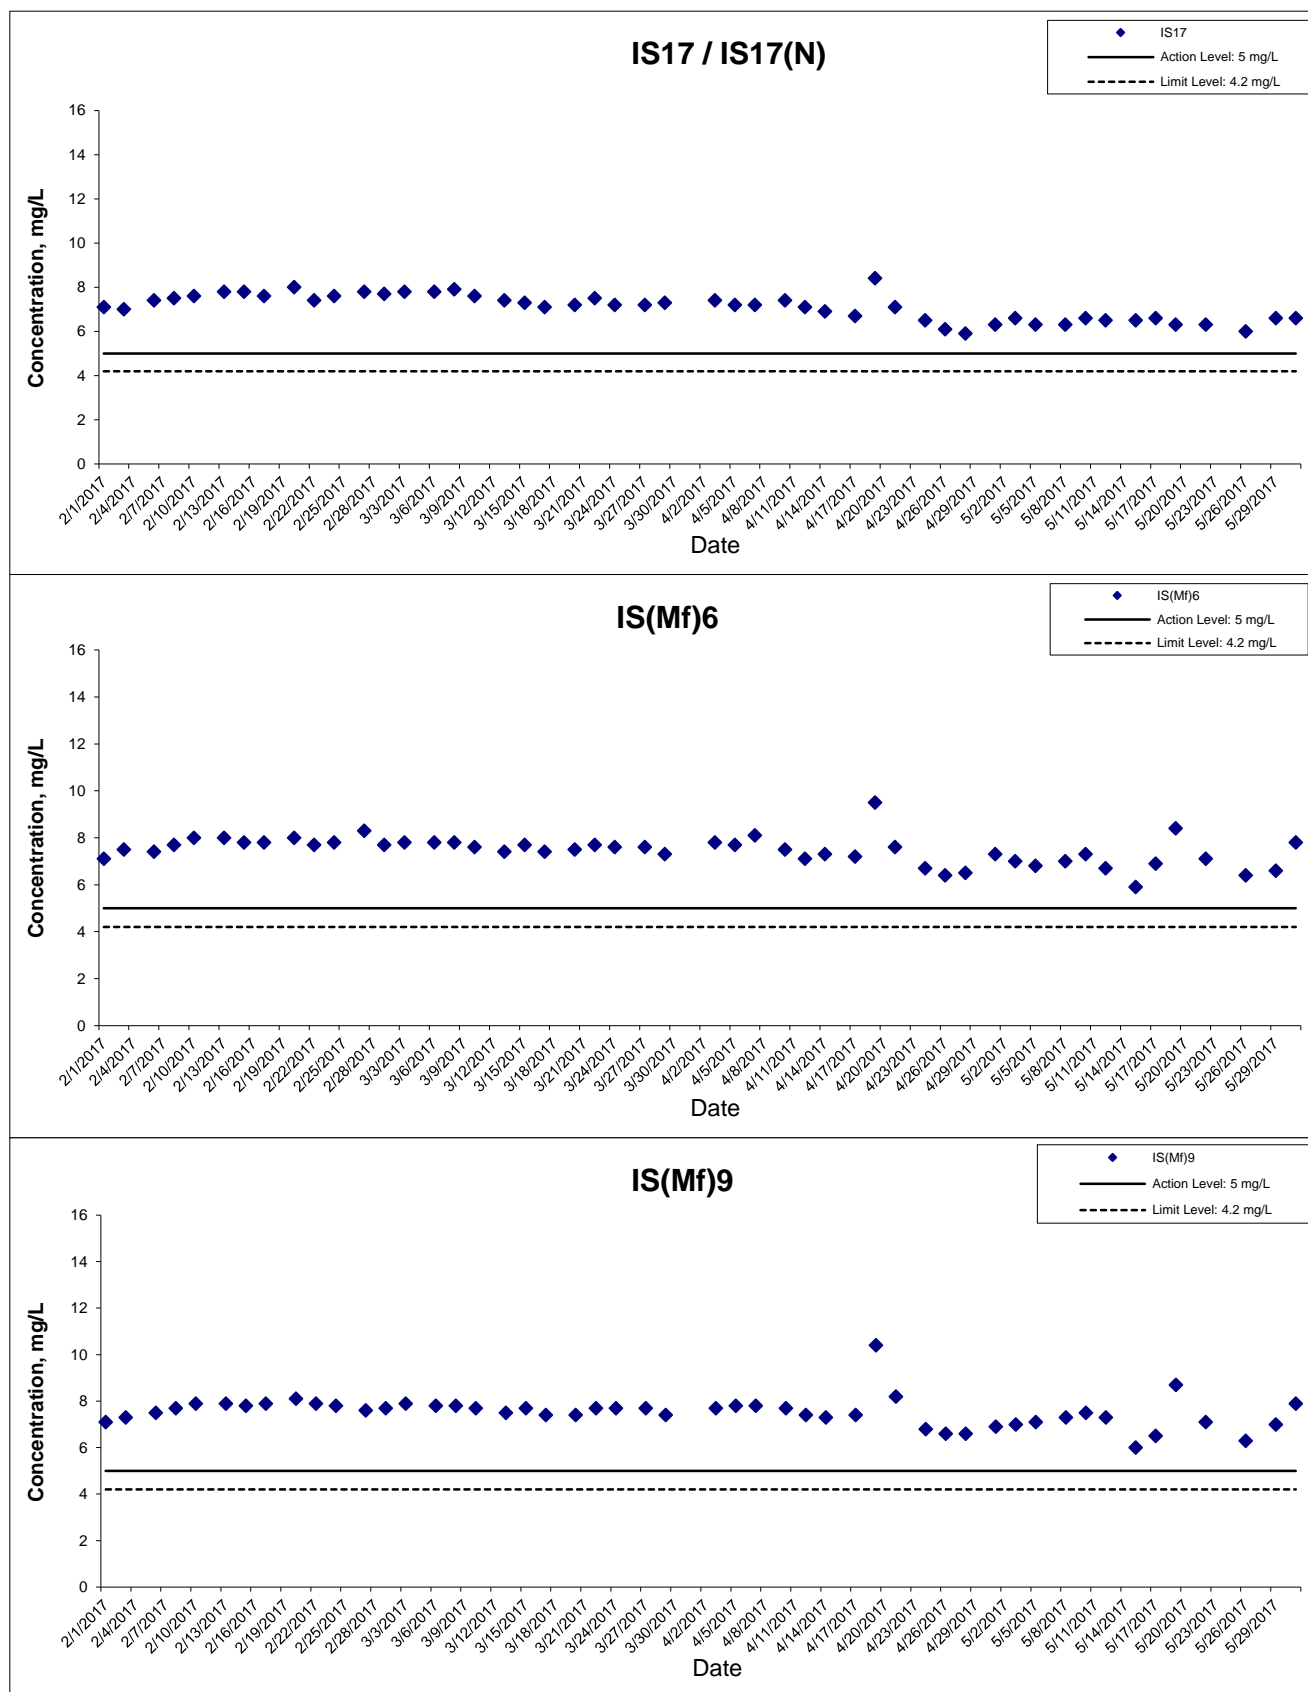 IS17 / IS17(N)
IS17
Action Level: 5 mg/L
Limit Level: 4.2 mg/L
Concentration, mg/L
16
14
12
10
8
6
4
2
0
2/1/2017 2/4/2017 2/7/2017 2/10/2017 2/13/2017 2/16/2017 2/19/2017 2/22/2017 2/25/2017 2/28/2017 3/3/2017 3/6/2017 3/9/2017 3/12/2017 3/15/2017 3/18/2017 3/21/2017 3/24/2017 3/27/2017 3/30/2017 4/2/2017 4/5/2017 4/8/2017 4/11/2017 4/14/2017 4/17/2017 4/20/2017 4/23/2017 4/26/2017 4/29/2017 5/2/2017 5/5/2017 5/8/2017 5/11/2017 5/14/2017 5/17/2017 5/20/2017 5/23/2017 5/26/2017 5/29/2017
Date
IS(Mf)6
IS(Mf)6
Action Level: 5 mg/L
Limit Level: 4.2 mg/L
Concentration, mg/L
16
14
12
10
8
6
4
2
0
2/1/2017 2/4/2017 2/7/2017 2/10/2017 2/13/2017 2/16/2017 2/19/2017 2/22/2017 2/25/2017 2/28/2017 3/3/2017 3/6/2017 3/9/2017 3/12/2017 3/15/2017 3/18/2017 3/21/2017 3/24/2017 3/27/2017 3/30/2017 4/2/2017 4/5/2017 4/8/2017 4/11/2017 4/14/2017 4/17/2017 4/20/2017 4/23/2017 4/26/2017 4/29/2017 5/2/2017 5/5/2017 5/8/2017 5/11/2017 5/14/2017 5/17/2017 5/20/2017 5/23/2017 5/26/2017 5/29/2017
Date
IS(Mf)9
IS(Mf)9
Action Level: 5 mg/L
Limit Level: 4.2 mg/L
Concentration, mg/L
16
14
12
10
8
6
4
2
0
2/1/2017 2/4/2017 2/7/2017 2/10/2017 2/13/2017 2/16/2017 2/19/2017 2/22/2017 2/25/2017 2/28/2017 3/3/2017 3/6/2017 3/9/2017 3/12/2017 3/15/2017 3/18/2017 3/21/2017 3/24/2017 3/27/2017 3/30/2017 4/2/2017 4/5/2017 4/8/2017 4/11/2017 4/14/2017 4/17/2017 4/20/2017 4/23/2017 4/26/2017 4/29/2017 5/2/2017 5/5/2017 5/8/2017 5/11/2017 5/14/2017 5/17/2017 5/20/2017 5/23/2017 5/26/2017 5/29/2017
Date